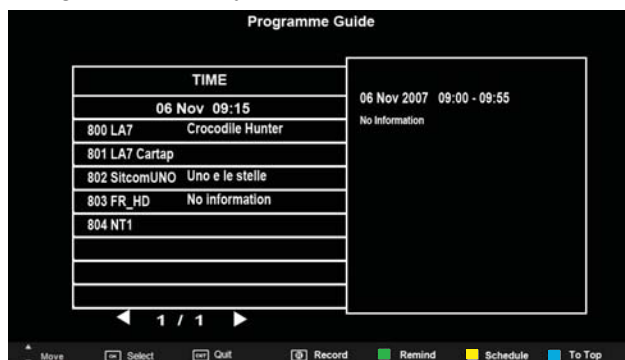 Programme Guide
TIME
06 Nov 09:15
800 LA7 Crocodile Hunter
801 LA7 Cartap
802 SitcomUNO Uno e le stelle
803 FR_HD No information
804 NT1
1 / 1
06 Nov 2007 09:00 - 09:55
No Information
Move OK Select EXIT Quit Record Remind Schedule To Top